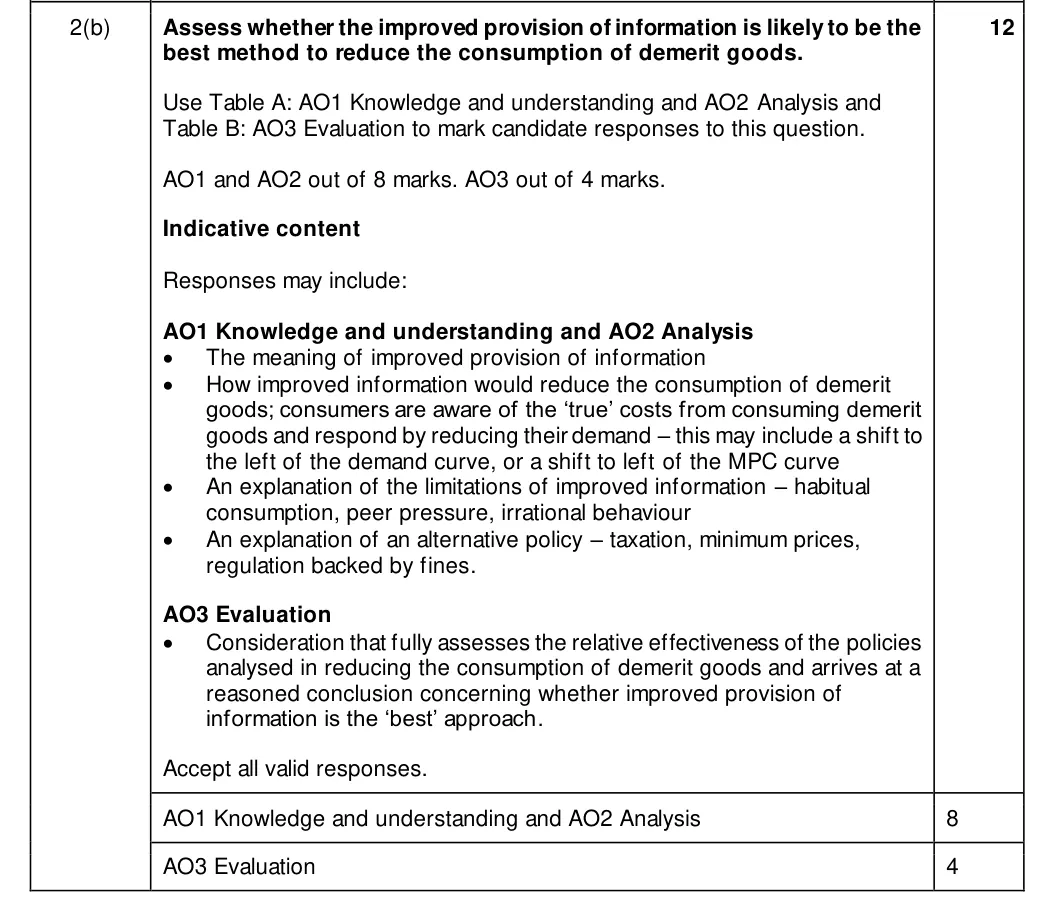 2(b)
Assess whether the improved provision of information is likely to be the
best method to reduce the consumption of demerit goods.
12
Use Table A: AO1 Knowledge and understanding and AO2 Analysis and
Table B: AO3 Evaluation to mark candidate responses to this question.
AO1 and AO2 out of 8 marks. AO3 out of 4 marks.
Indicative content
Responses may include:
AO1 Knowledge and understanding and AO2 Analysis
• The meaning of improved provision of information
• How improved information would reduce the consumption of demerit
goods; consumers are aware of the ‘true’ costs from consuming demerit
goods and respond by reducing their demand – this may include a shift to
the left of the demand curve, or a shift to left of the MPC curve
• An explanation of the limitations of improved information – habitual
consumption, peer pressure, irrational behaviour
• An explanation of an alternative policy – taxation, minimum prices,
regulation backed by fines.
AO3 Evaluation
• Consideration that fully assesses the relative effectiveness of the policies
analysed in reducing the consumption of demerit goods and arrives at a
reasoned conclusion concerning whether improved provision of
information is the ‘best’ approach.
Accept all valid responses.
AO1 Knowledge and understanding and AO2 Analysis 8
AO3 Evaluation 4